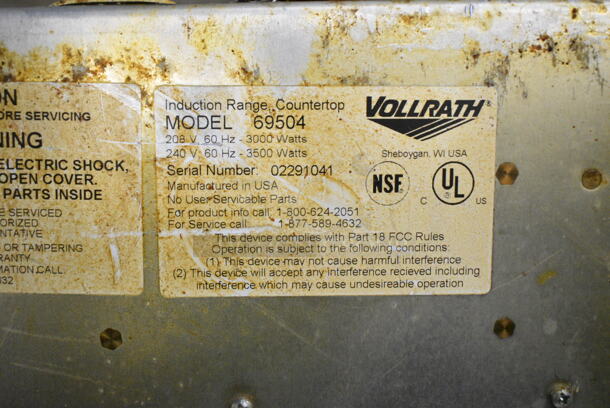 ON
ORE SERVICING
NING
ELECTRIC SHOCK,
OPEN COVER.
PARTS INSIDE
BE SERVICED
HORIZED
ENTATIVE
OR TAMPERING
RRANTY
MATION CALL
Induction Range, Countertop
MODEL 69504
208 V, 60 Hz - 3000 Watts
240 V, 60 Hz - 3500 Watts
Serial Number: 02291041
Manufactured in USA
No User Servicable Parts
For product info call: 1-800-624-2051
For Service call: 1-877-589-4632
VOLLRATH
Sheboygan, WI USA
NSF
C UL US
This device complies with Part 18 FCC Rules
Operation is subject to the following conditions:
(1) This device may not cause harmful interference
(2) This device will accept any interference recieved including
interference which may cause undesireable operation